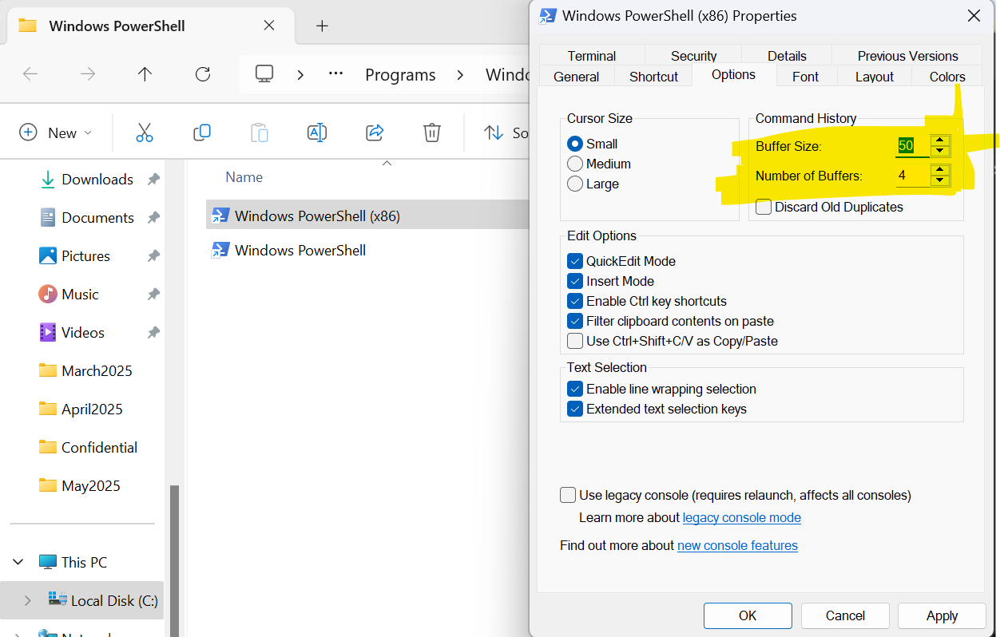 Windows PowerShell
... Programs > Windo
New
So
Downloads
Documents
Pictures
Music
Videos
March2025
April2025
Confidential
May2025
This PC
Local Disk (C:)
Name
Windows PowerShell (x86)
Windows PowerShell
Windows PowerShell (x86) Properties
Terminal Security Details Previous Versions
General Shortcut Options Font Layout Colors
Cursor Size
Small
Medium
Large
Command History
Buffer Size: 50
Number of Buffers: 4
Discard Old Duplicates
Edit Options
QuickEdit Mode
Insert Mode
Enable Ctrl key shortcuts
Filter clipboard contents on paste
Use Ctrl+Shift+C/V as Copy/Paste
Text Selection
Enable line wrapping selection
Extended text selection keys
Use legacy console (requires relaunch, affects all consoles)
Learn more about legacy console mode
Find out more about new console features
OK Cancel Apply